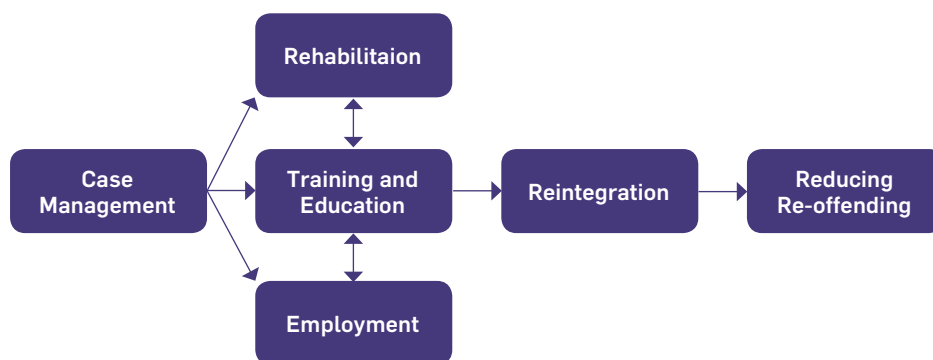 Rehabilitaion
Case
Management
Training and
Education
Reintegration
Reducing
Re-offending
Employment